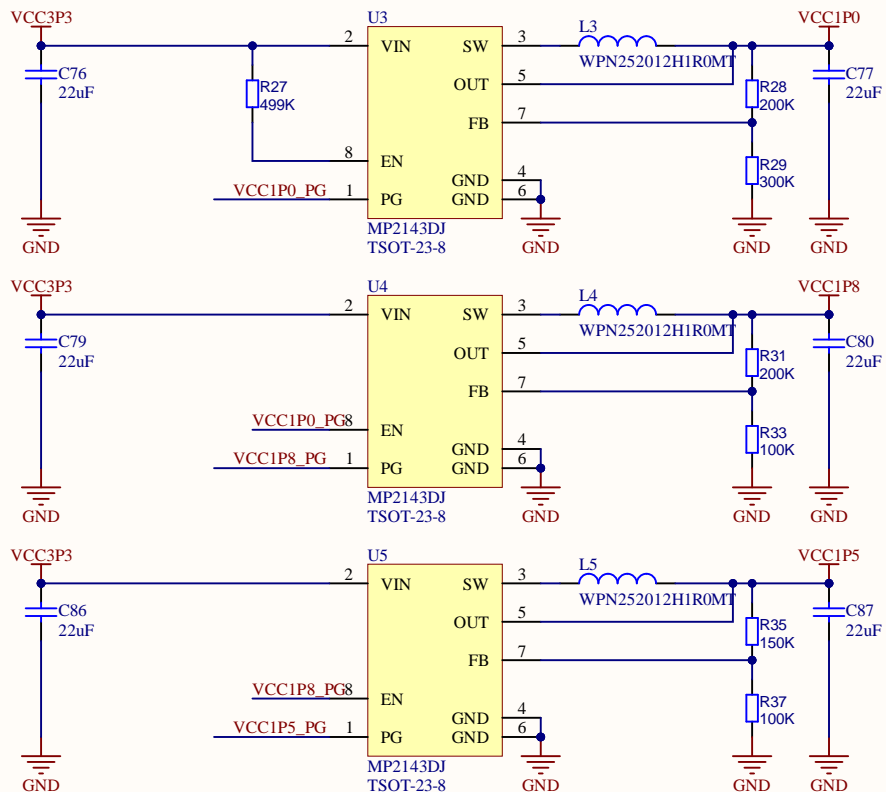 VCC3P3
U3
L3
VCC1P0
2
VIN
SW
3
WPN252012H1R0MT
C76
22uF
R27
499K
OUT
5
R28
200K
C77
22uF
FB
7
8
EN
R29
300K
GND
4
VCC1P0_PG
1
PG
GND
6
MP2143DJ
TSOT-23-8
GND
GND
GND
GND
VCC3P3
U4
L4
VCC1P8
2
VIN
SW
3
WPN252012H1R0MT
C79
22uF
OUT
5
R31
200K
C80
22uF
FB
7
VCC1P0_PG
8
EN
R33
100K
GND
4
VCC1P8_PG
1
PG
GND
6
MP2143DJ
TSOT-23-8
GND
GND
GND
GND
VCC3P3
U5
L5
VCC1P5
2
VIN
SW
3
WPN252012H1R0MT
C86
22uF
OUT
5
R35
150K
C87
22uF
FB
7
VCC1P8_PG
8
EN
R37
100K
GND
4
VCC1P5_PG
1
PG
GND
6
MP2143DJ
TSOT-23-8
GND
GND
GND
GND